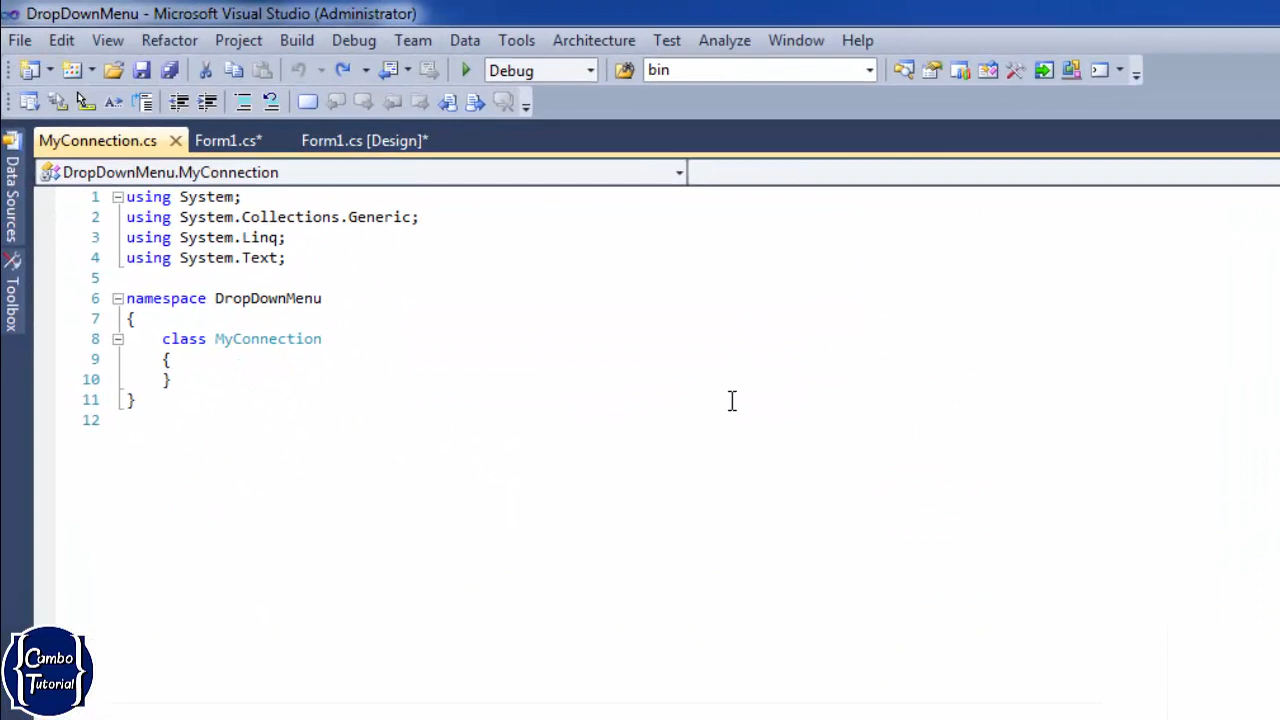 DropDownMenu - Microsoft Visual Studio (Administrator)
File Edit View Refactor Project Build Debug Team Data Tools Architecture Test Analyze Window Help
Debug bin
MyConnection.cs Form1.cs* Form1.cs [Design]*
DropDownMenu.MyConnection
Data Sources
Toolbox
1 using System;
2 using System.Collections.Generic;
3 using System.Linq;
4 using System.Text;
5
6 namespace DropDownMenu
7 {
8 class MyConnection
9 {
10 }
11 }
12
Cambo
Tutorial